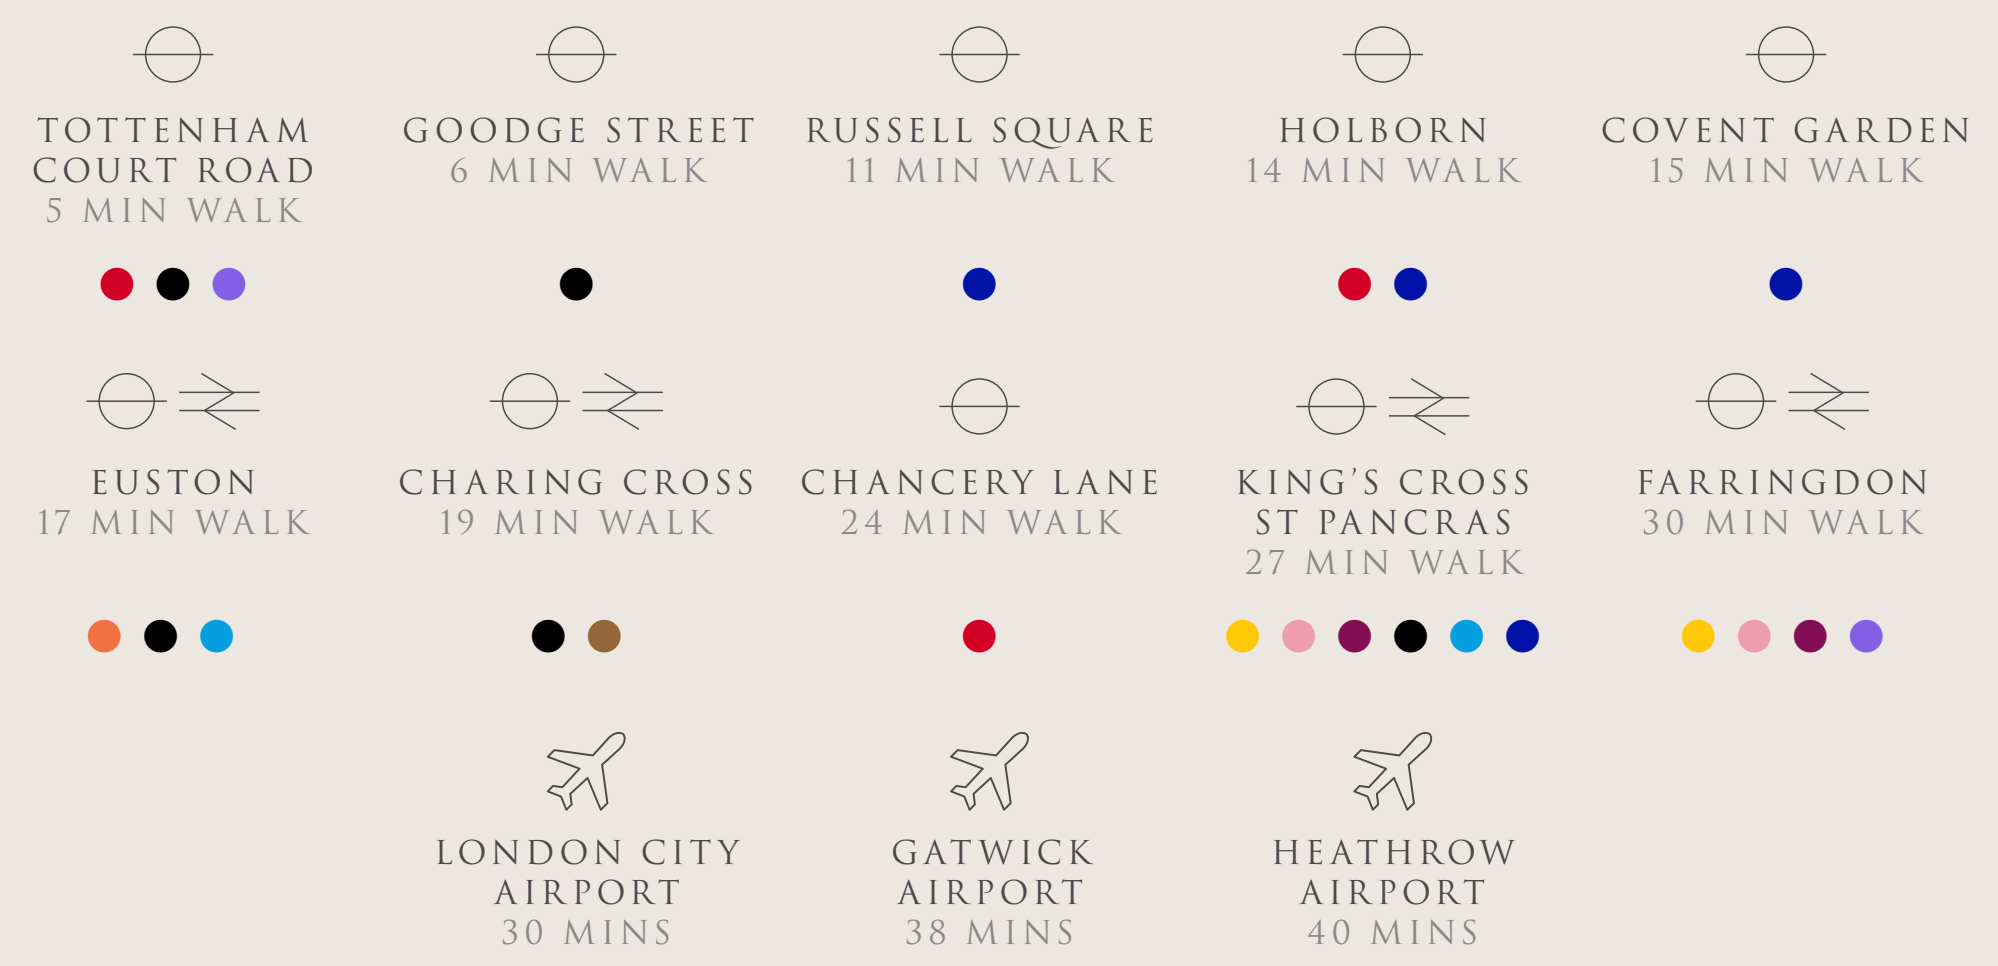 TOTTENHAM
COURT ROAD
5 MIN WALK
GOODGE STREET
6 MIN WALK
RUSSELL SQUARE
11 MIN WALK
HOLBORN
14 MIN WALK
COVENT GARDEN
15 MIN WALK
EUSTON
17 MIN WALK
CHARING CROSS
19 MIN WALK
CHANCERY LANE
24 MIN WALK
KING’S CROSS
ST PANCRAS
27 MIN WALK
FARRINGDON
30 MIN WALK
LONDON CITY
AIRPORT
30 MINS
GATWICK
AIRPORT
38 MINS
HEATHROW
AIRPORT
40 MINS